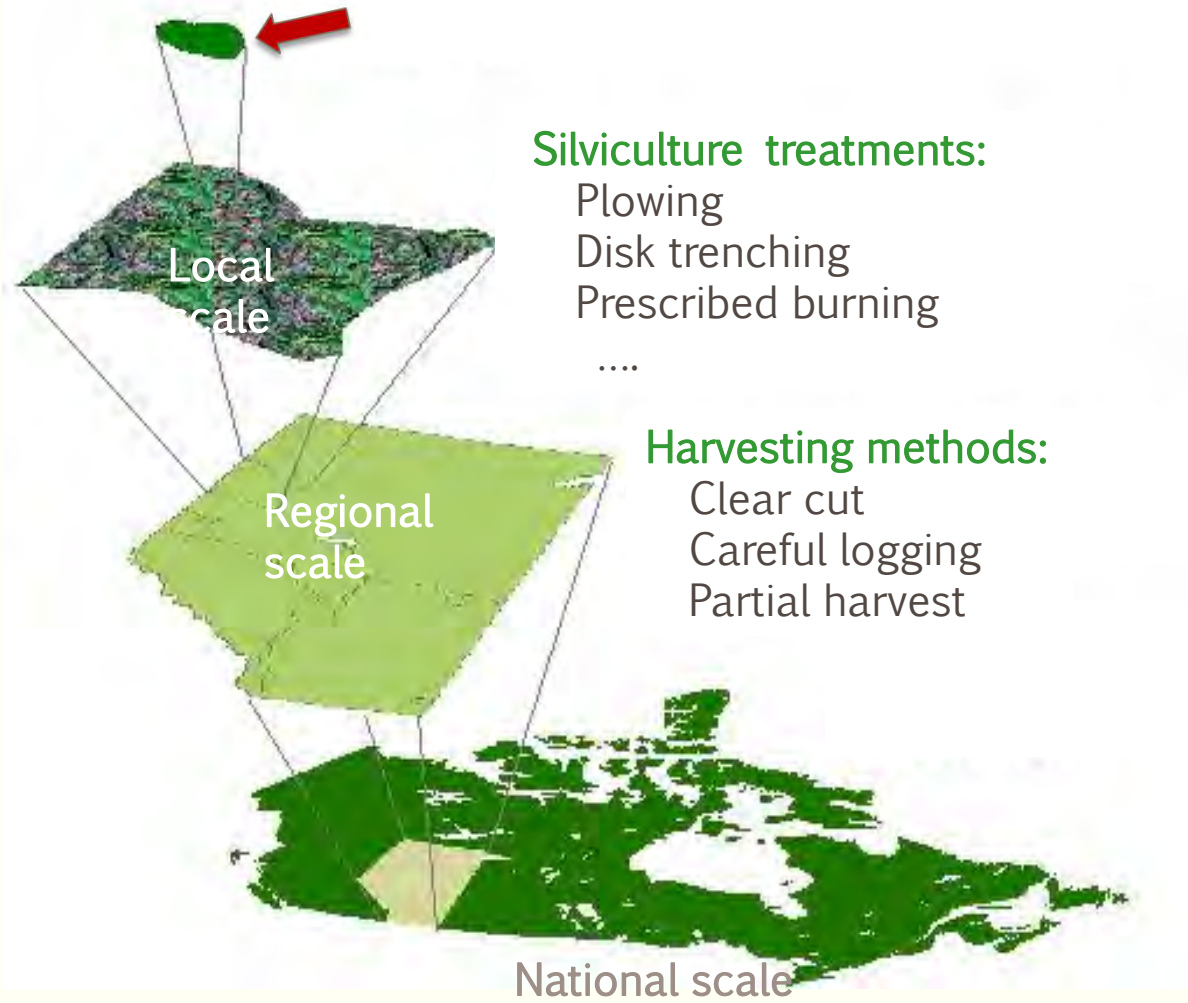 Silviculture treatments:
Plowing
Disk trenching
Prescribed burning
....
Local
scale
Harvesting methods:
Clear cut
Careful logging
Partial harvest
Regional
scale
National scale